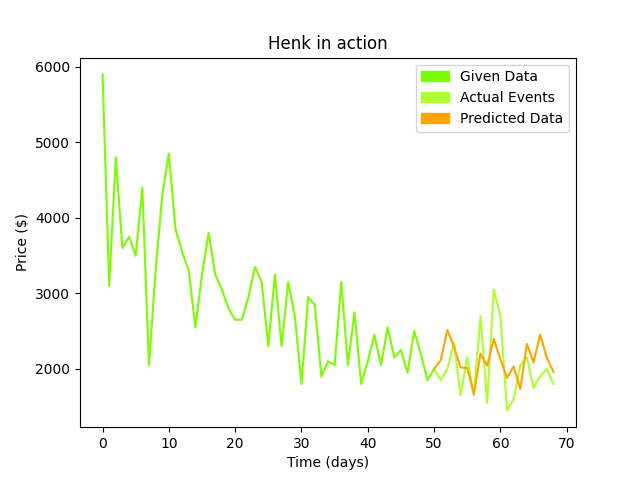 Henk in action
Given Data
Actual Events
Predicted Data
6000
5000
4000
3000
2000
Price ($)
0 10 20 30 40 50 60 70
Time (days)